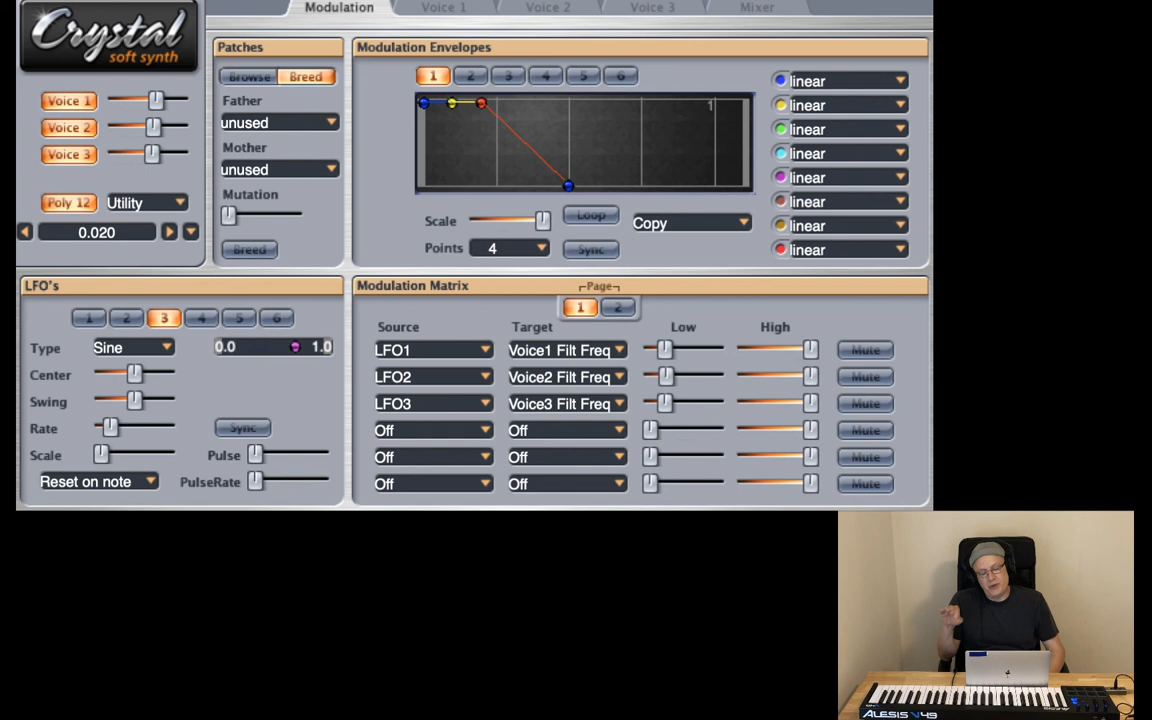 Modulation
Voice 1
Voice 2
Voice 3
Mixer
Crystal
soft synth
Voice 1
Voice 2
Voice 3
Poly 12
Utility
0.020
Patches
Browse
Breed
Father
unused
Mother
unused
Mutation
Breed
Modulation Envelopes
1
2
3
4
5
6
1
Scale
Loop
Copy
Points
4
Sync
linear
linear
linear
linear
linear
linear
linear
linear
LFO's
1
2
3
4
5
6
Type
Sine
0.0
1.0
Center
Swing
Rate
Sync
Scale
Pulse
Reset on note
PulseRate
Modulation Matrix
Page
1
2
Source
Target
Low
High
LFO1
Voice1 Filt Freq
Mute
LFO2
Voice2 Filt Freq
Mute
LFO3
Voice3 Filt Freq
Mute
Off
Off
Mute
Off
Off
Mute
Off
Off
Mute
ALESIS V49